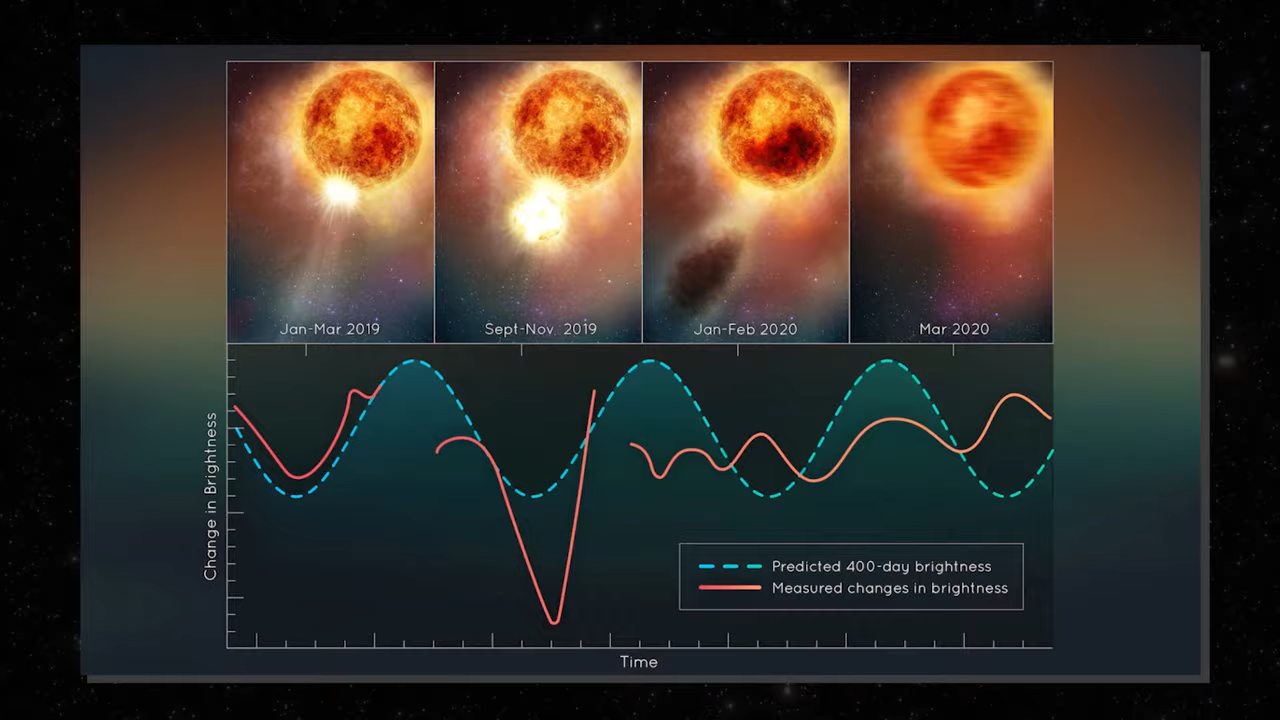 Jan-Mar 2019
Sept-Nov 2019
Jan-Feb 2020
Mar 2020
Change in Brightness
Predicted 400-day brightness
Measured changes in brightness
Time